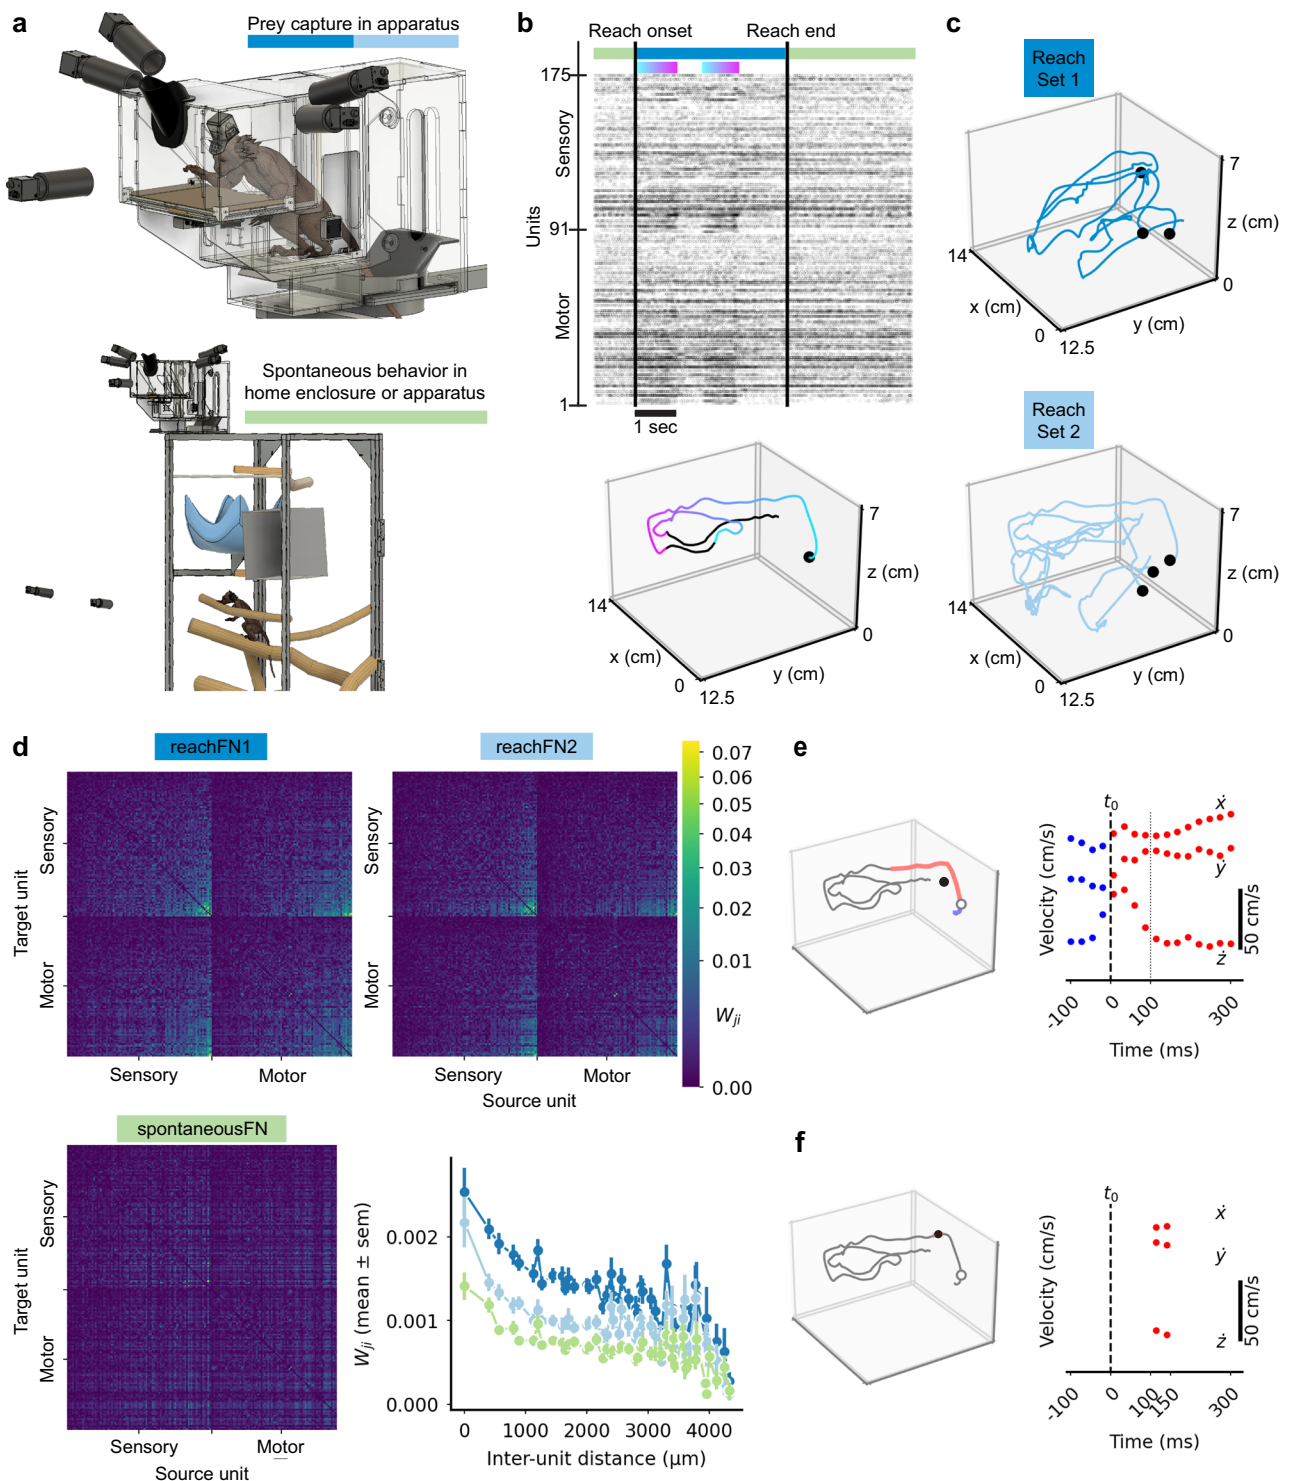 a
Prey capture in apparatus
Spontaneous behavior in
home enclosure or apparatus
b
Reach onset
Reach end
175
Sensory
Units
91
Motor
1
1 sec
7
z (cm)
14
0
x (cm)
y (cm)
0
12.5
c
Reach
Set 1
7
z (cm)
14
0
x (cm)
y (cm)
0
12.5
Reach
Set 2
7
z (cm)
14
0
x (cm)
y (cm)
0
12.5
d
reachFN1
reachFN2
Target unit
Sensory
Motor
Sensory
Motor
Sensory
Motor
Sensory
Motor
Source unit
0.07
0.06
0.05
0.04
0.03
0.02
0.01
W_ji
0.00
spontaneousFN
Target unit
Sensory
Motor
Sensory
Motor
Source unit
W_ji (mean ± sem)
0.002
0.001
0.000
0
1000
2000
3000
4000
Inter-unit distance (μm)
e
Velocity (cm/s)
t₀
ẋ
ẏ
ż
50 cm/s
-100
0
100
300
Time (ms)
f
Velocity (cm/s)
t₀
ẋ
ẏ
ż
50 cm/s
-100
0
100
150
300
Time (ms)